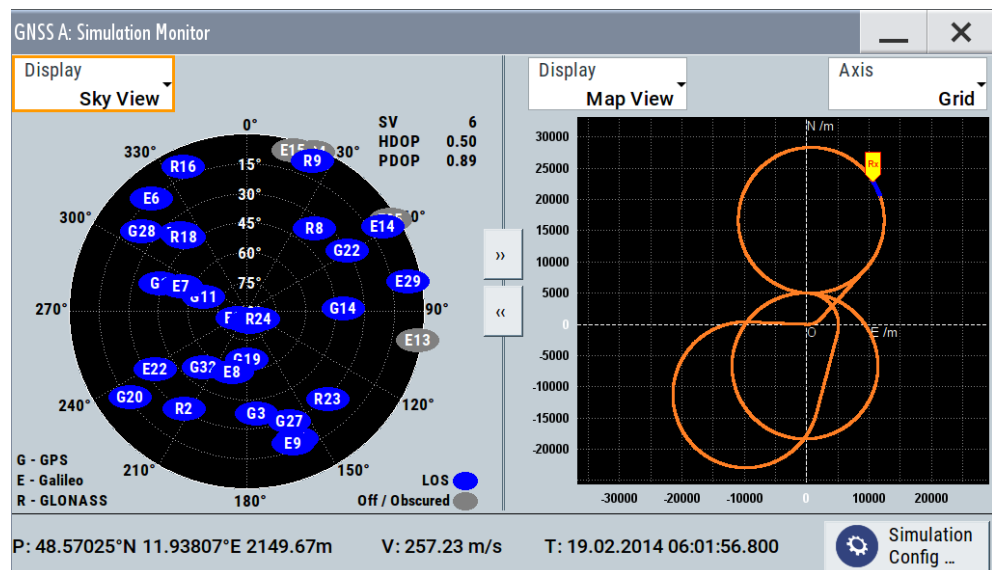 GNSS A: Simulation Monitor
Display
Sky View
SV 6
HDOP 0.50
PDOP 0.89
0°
30°
120°
150°
180°
210°
240°
270°
300°
330°
90°
15°
30°
45°
60°
75°
E15
R9
R16
E6
G28
R18
R8
E14
G22
E7
G11
E29
G14
R24
E13
E22
G32
G19
E8
G20
R2
G3
G27
R23
E9
G - GPS
E - Galileo
R - GLONASS
LOS
Off / Obscured
››
‹‹
Display
Map View
Axis
Grid
N /m
Rx
30000
25000
20000
15000
10000
5000
0
-5000
-10000
-15000
-20000
O
E /m
-30000
-20000
-10000
0
10000
20000
P: 48.57025°N 11.93807°E 2149.67m
V: 257.23 m/s
T: 19.02.2014 06:01:56.800
Simulation
Config ...